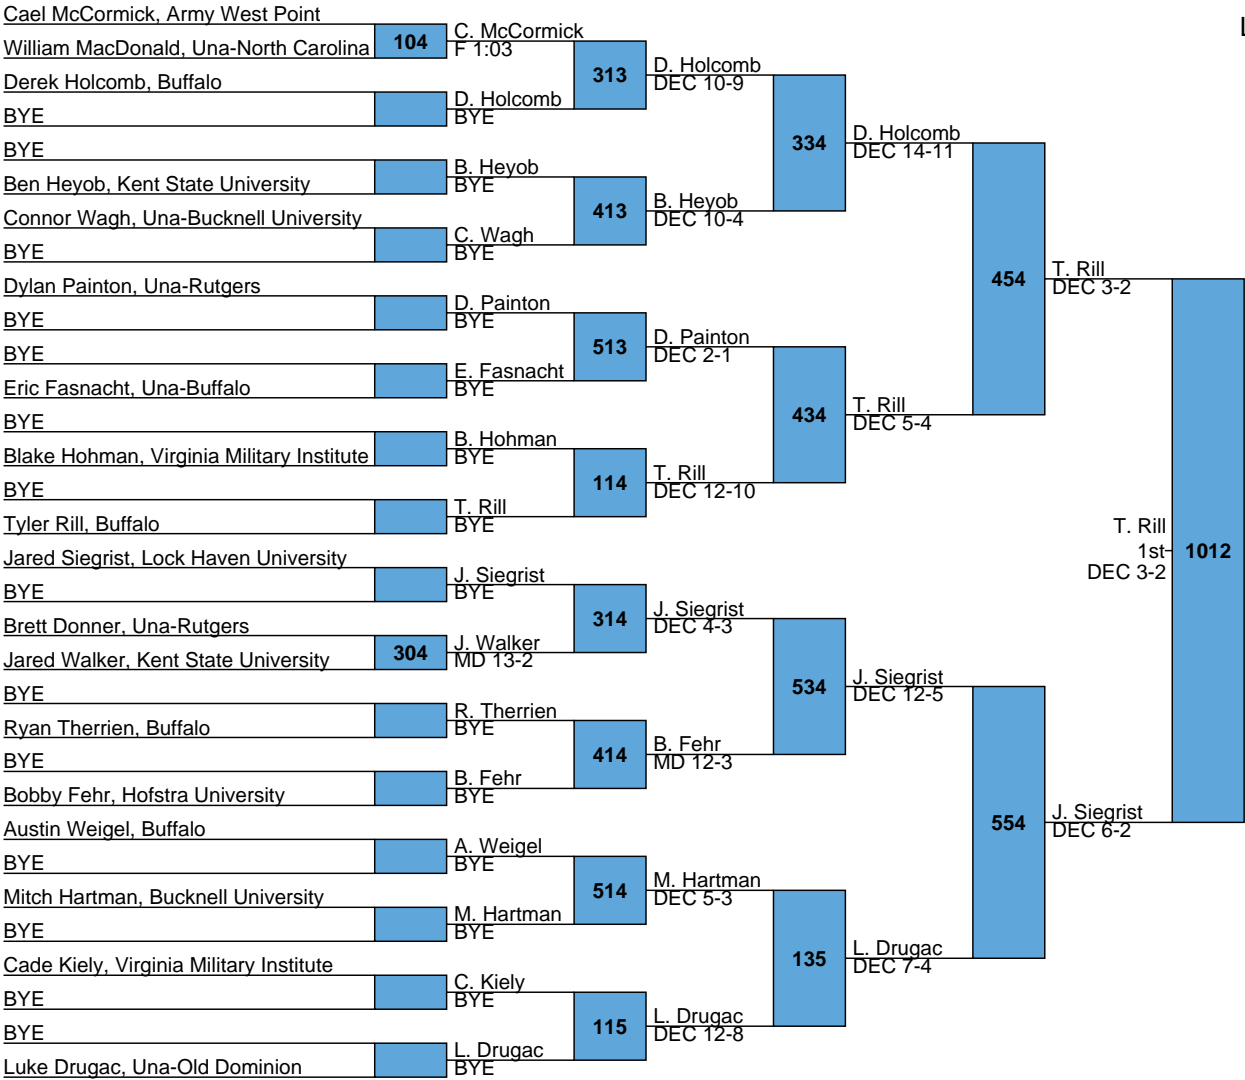 Cael McCormick, Army West Point
William MacDonald, Una-North Carolina
Derek Holcomb, Buffalo
BYE
BYE
Ben Heyob, Kent State University
Connor Wagh, Una-Bucknell University
BYE
Dylan Painton, Una-Rutgers
BYE
BYE
Eric Fasnacht, Una-Buffalo
BYE
Blake Hohman, Virginia Military Institute
BYE
Tyler Rill, Buffalo
Jared Siegrist, Lock Haven University
BYE
Brett Donner, Una-Rutgers
Jared Walker, Kent State University
BYE
Ryan Therrien, Buffalo
BYE
Bobby Fehr, Hofstra University
Austin Weigel, Buffalo
BYE
Mitch Hartman, Bucknell University
BYE
Cade Kiely, Virginia Military Institute
BYE
BYE
Luke Drugac, Una-Old Dominion
104
304
C. McCormick
F 1:03
D. Holcomb
BYE
B. Heyob
BYE
C. Wagh
BYE
D. Painton
BYE
E. Fasnacht
BYE
B. Hohman
BYE
T. Rill
BYE
J. Siegrist
BYE
J. Walker
MD 13-2
R. Therrien
BYE
B. Fehr
BYE
A. Weigel
BYE
M. Hartman
BYE
C. Kiely
BYE
L. Drugac
BYE
313
413
513
114
314
414
514
115
D. Holcomb
DEC 10-9
B. Heyob
DEC 10-4
D. Painton
DEC 2-1
T. Rill
DEC 12-10
J. Siegrist
DEC 4-3
B. Fehr
MD 12-3
M. Hartman
DEC 5-3
L. Drugac
DEC 12-8
334
434
534
135
D. Holcomb
DEC 14-11
T. Rill
DEC 5-4
J. Siegrist
DEC 12-5
L. Drugac
DEC 7-4
454
554
T. Rill
DEC 3-2
J. Siegrist
DEC 6-2
T. Rill
1st
DEC 3-2
1012